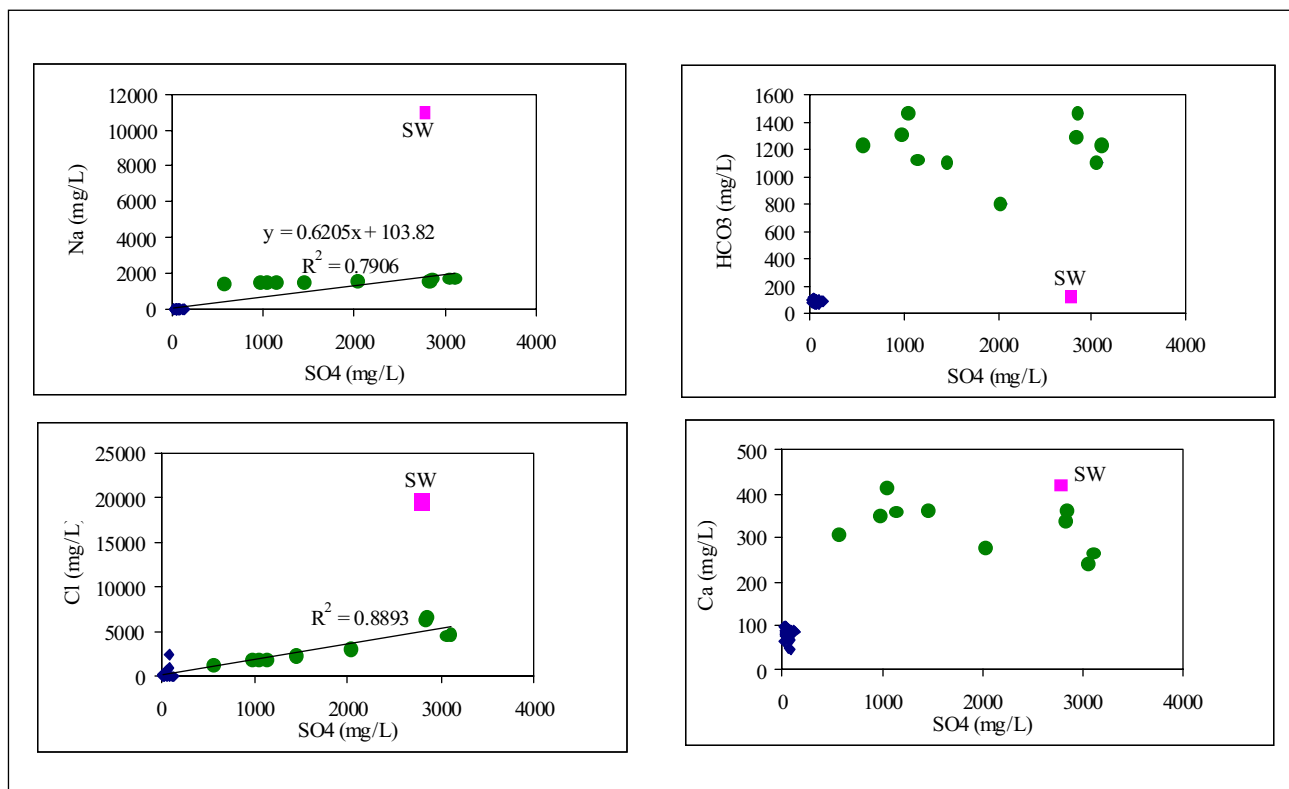 12000
10000
8000
6000
4000
2000
0
Na (mg/L)
SW
y = 0.6205x + 103.82
R² = 0.7906
0 1000 2000 3000 4000
SO4 (mg/L)
1600
1400
1200
1000
800
600
400
200
0
HCO3 (mg/L)
SW
0 1000 2000 3000 4000
SO4 (mg/L)
25000
20000
15000
10000
5000
0
Cl (mg/L)
SW
R² = 0.8893
0 1000 2000 3000 4000
SO4 (mg/L)
500
400
300
200
100
0
Ca (mg/L)
SW
0 1000 2000 3000 4000
SO4 (mg/L)